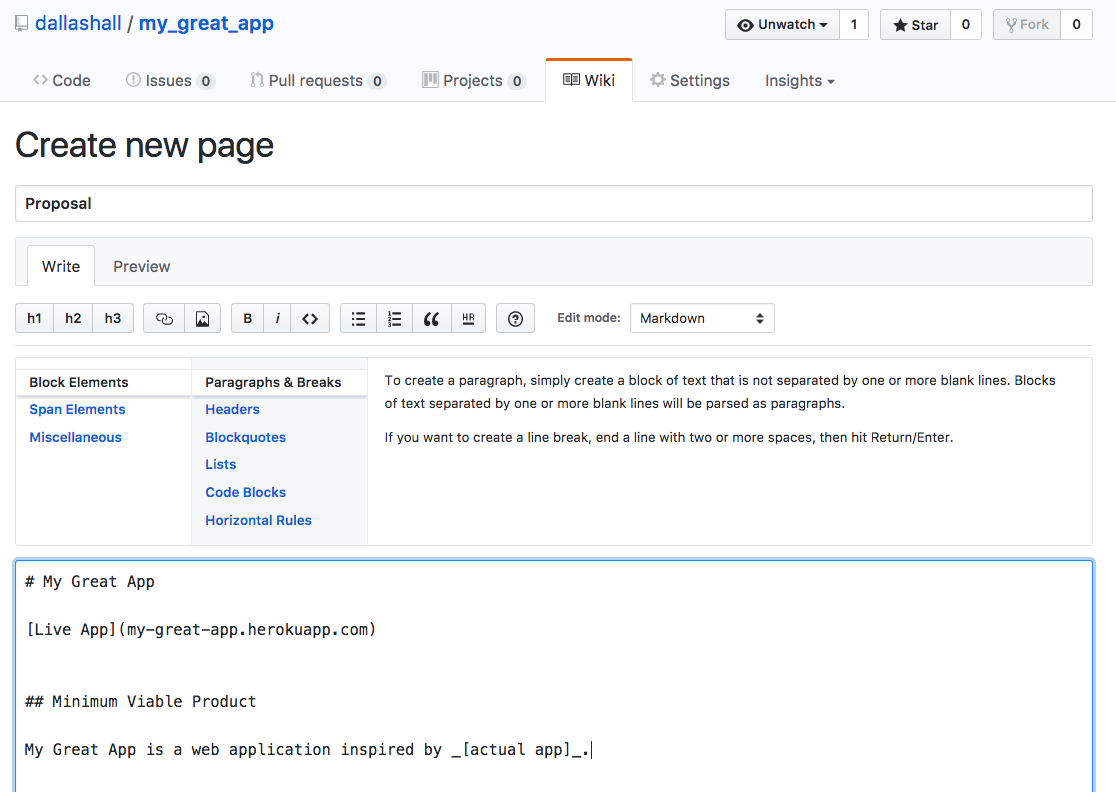 dallashall / my_great_app
Unwatch 1 Star 0 Fork 0
Code Issues 0 Pull requests 0 Projects 0 Wiki Settings Insights
Create new page
Proposal
Write Preview
h1 h2 h3 B i <> HR Edit mode: Markdown
Block Elements
Span Elements
Miscellaneous
Paragraphs & Breaks
Headers
Blockquotes
Lists
Code Blocks
Horizontal Rules
To create a paragraph, simply create a block of text that is not separated by one or more blank lines. Blocks
of text separated by one or more blank lines will be parsed as paragraphs.
If you want to create a line break, end a line with two or more spaces, then hit Return/Enter.
# My Great App
[Live App](my-great-app.herokuapp.com)
## Minimum Viable Product
My Great App is a web application inspired by _[actual app]_.